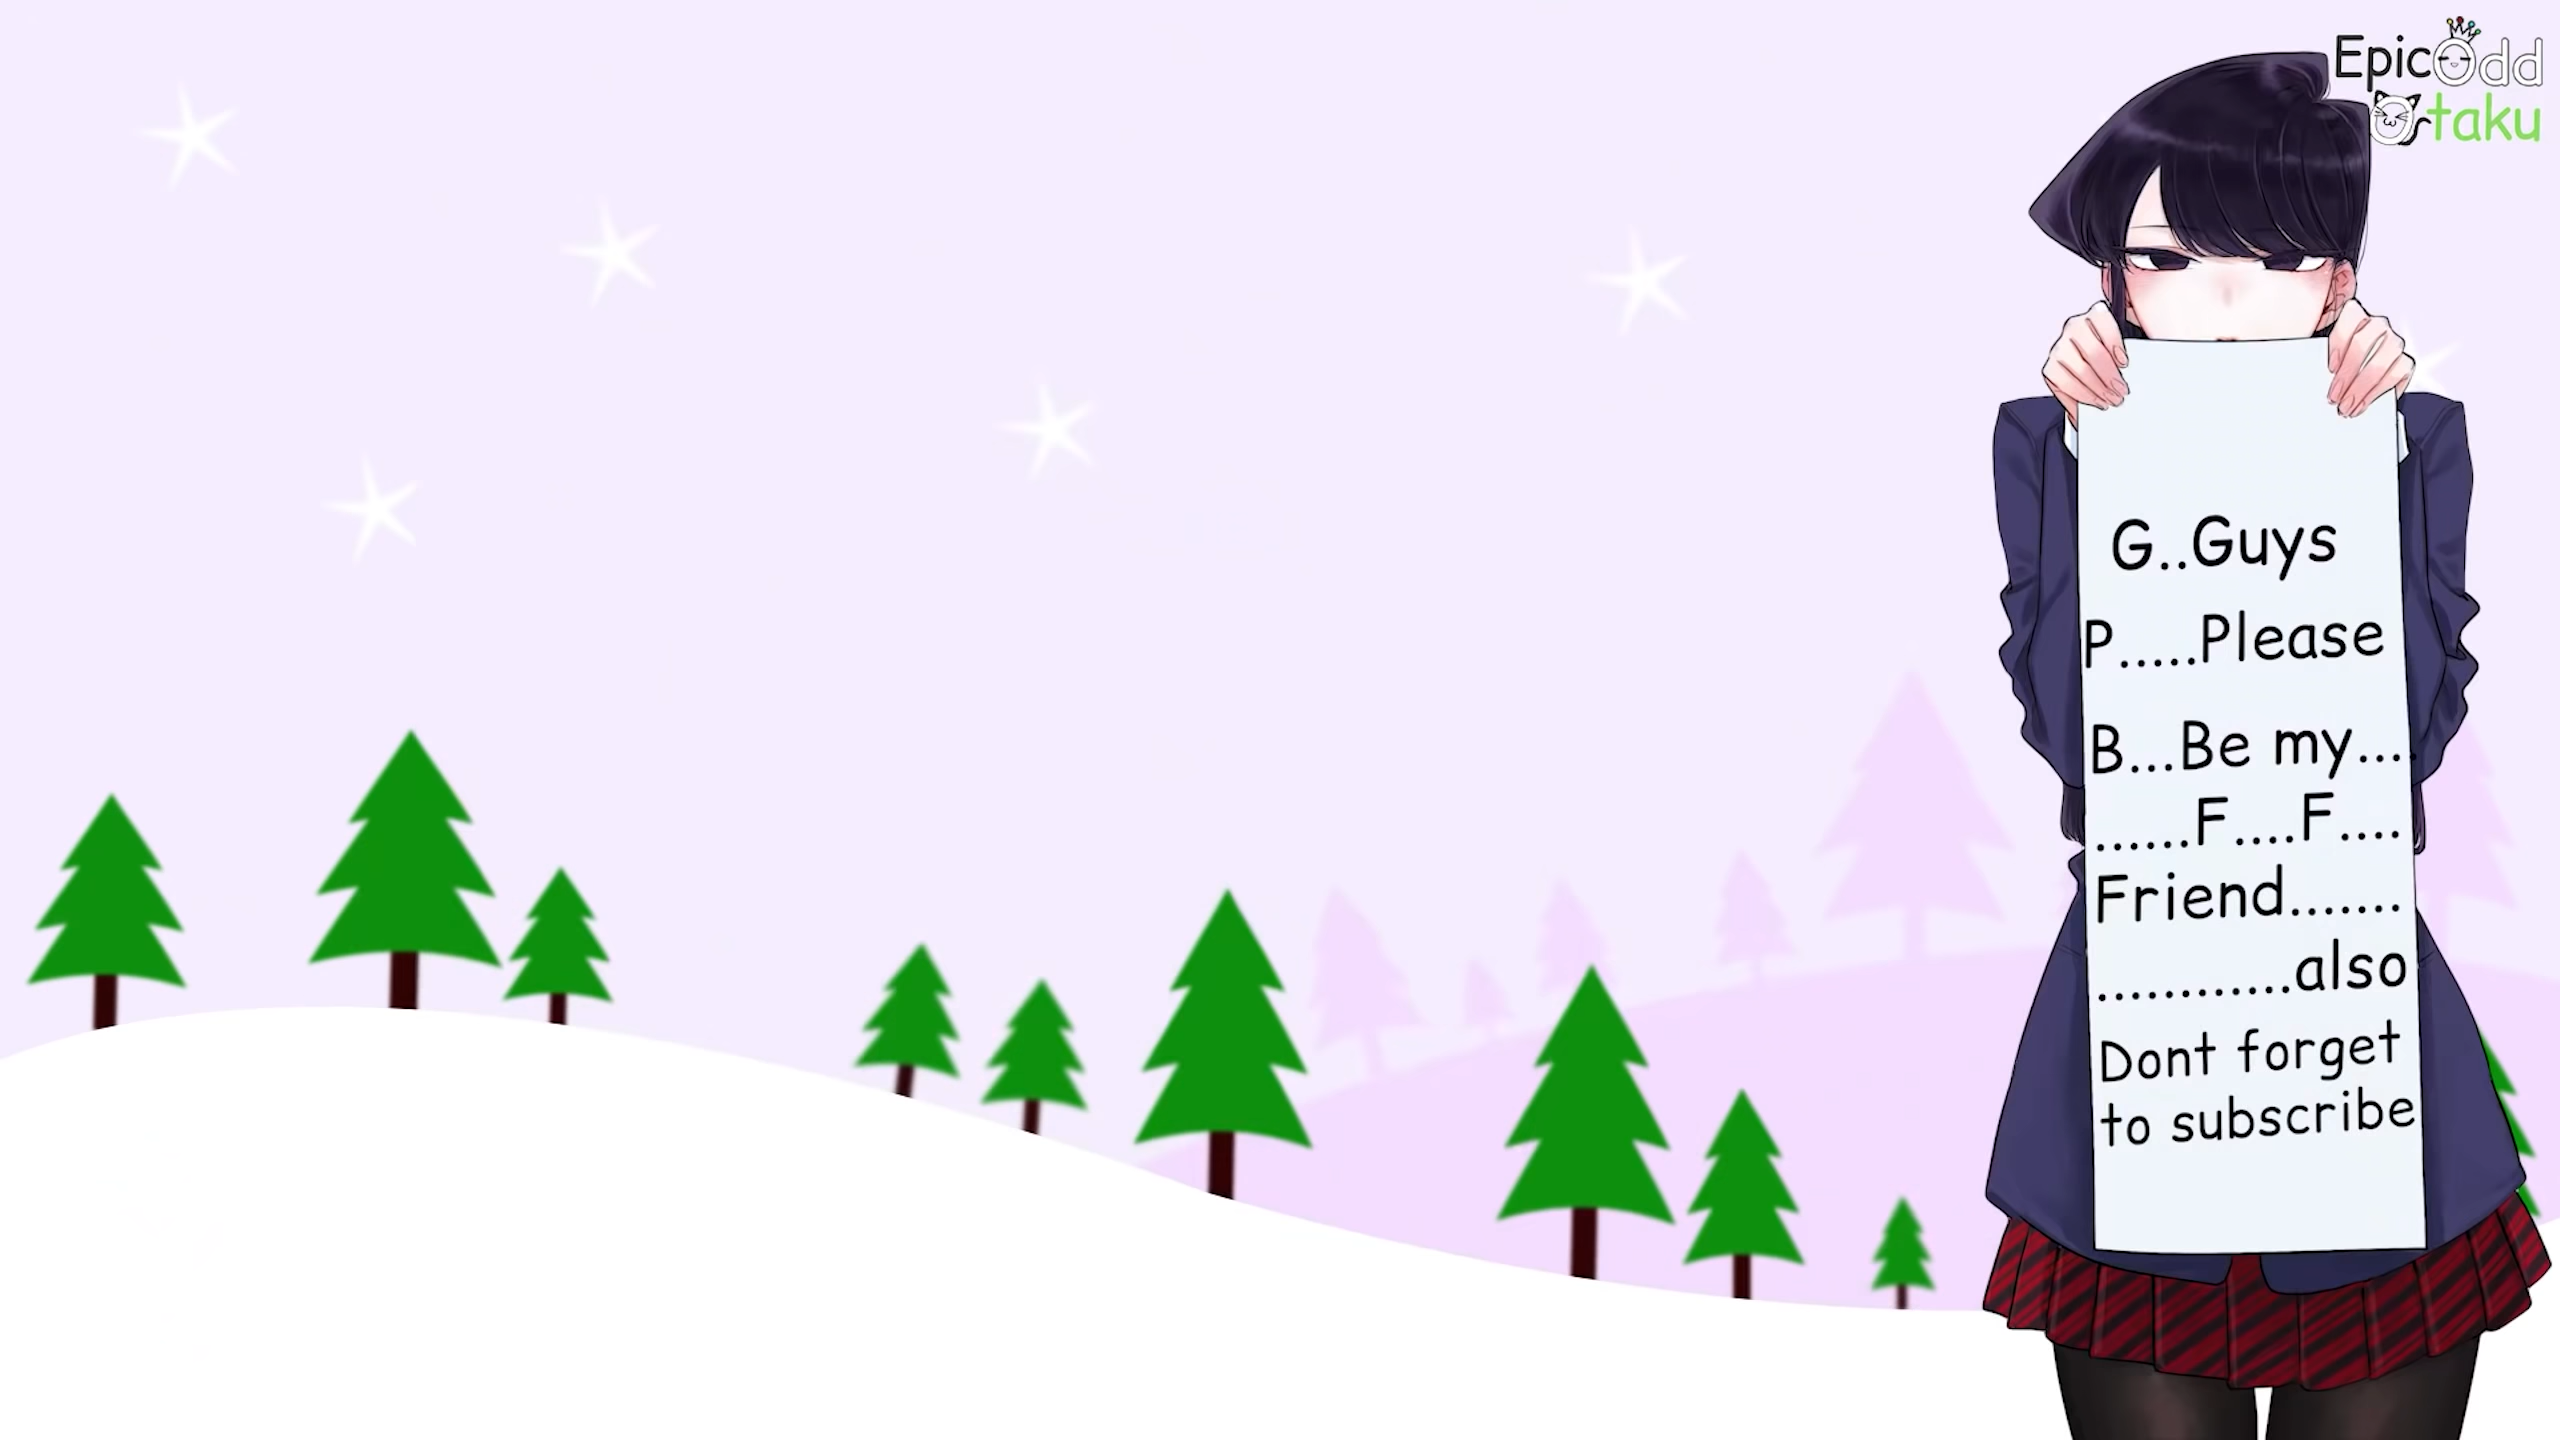 EpicOdd
Otaku
G..Guys
P.....Please
B...Be my....
......F....F....
Friend.......
............also
Dont forget
to subscribe